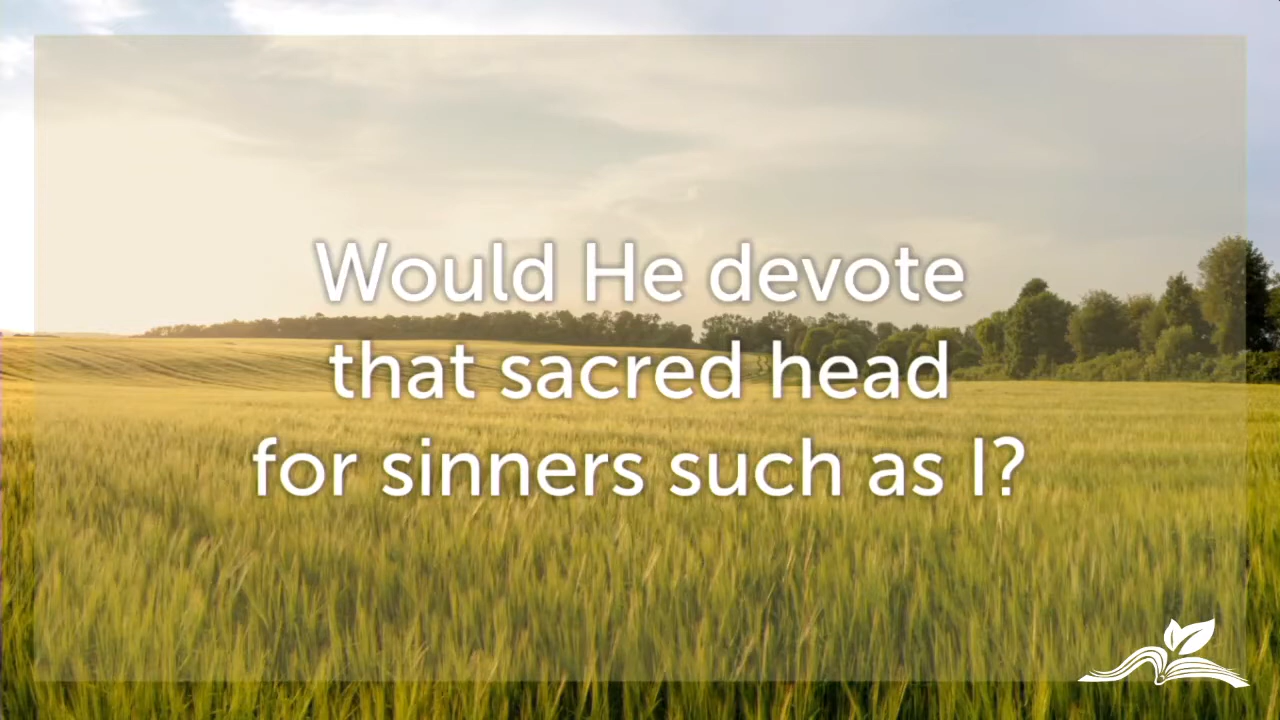 Would He devote
that sacred head
for sinners such as I?